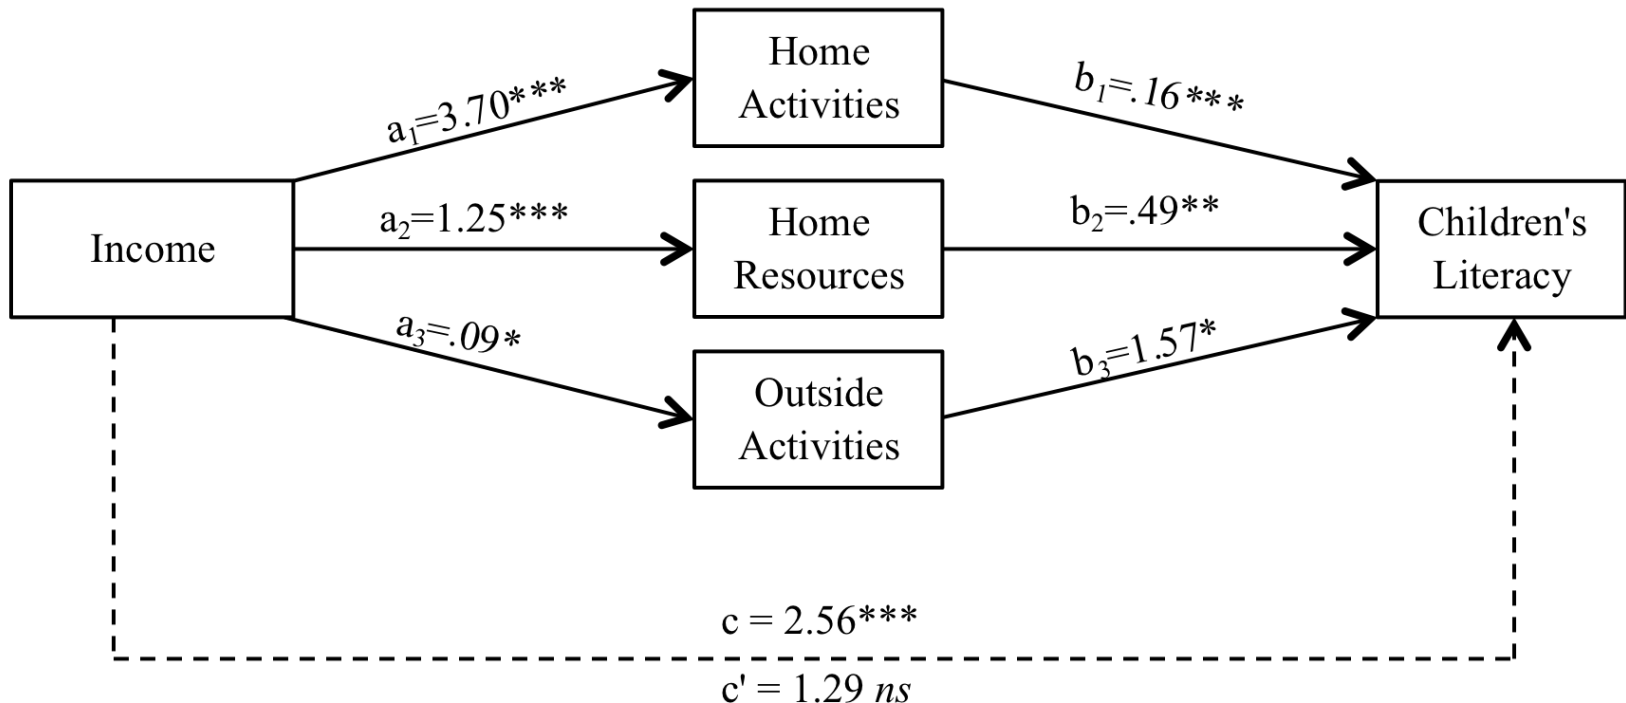 Home
Activities
a1=3.70***
b1=.16***
Income
a2=1.25***
Home
Resources
b2=.49**
Children's
Literacy
a3=.09*
b3=1.57*
Outside
Activities
c = 2.56***
c' = 1.29 ns